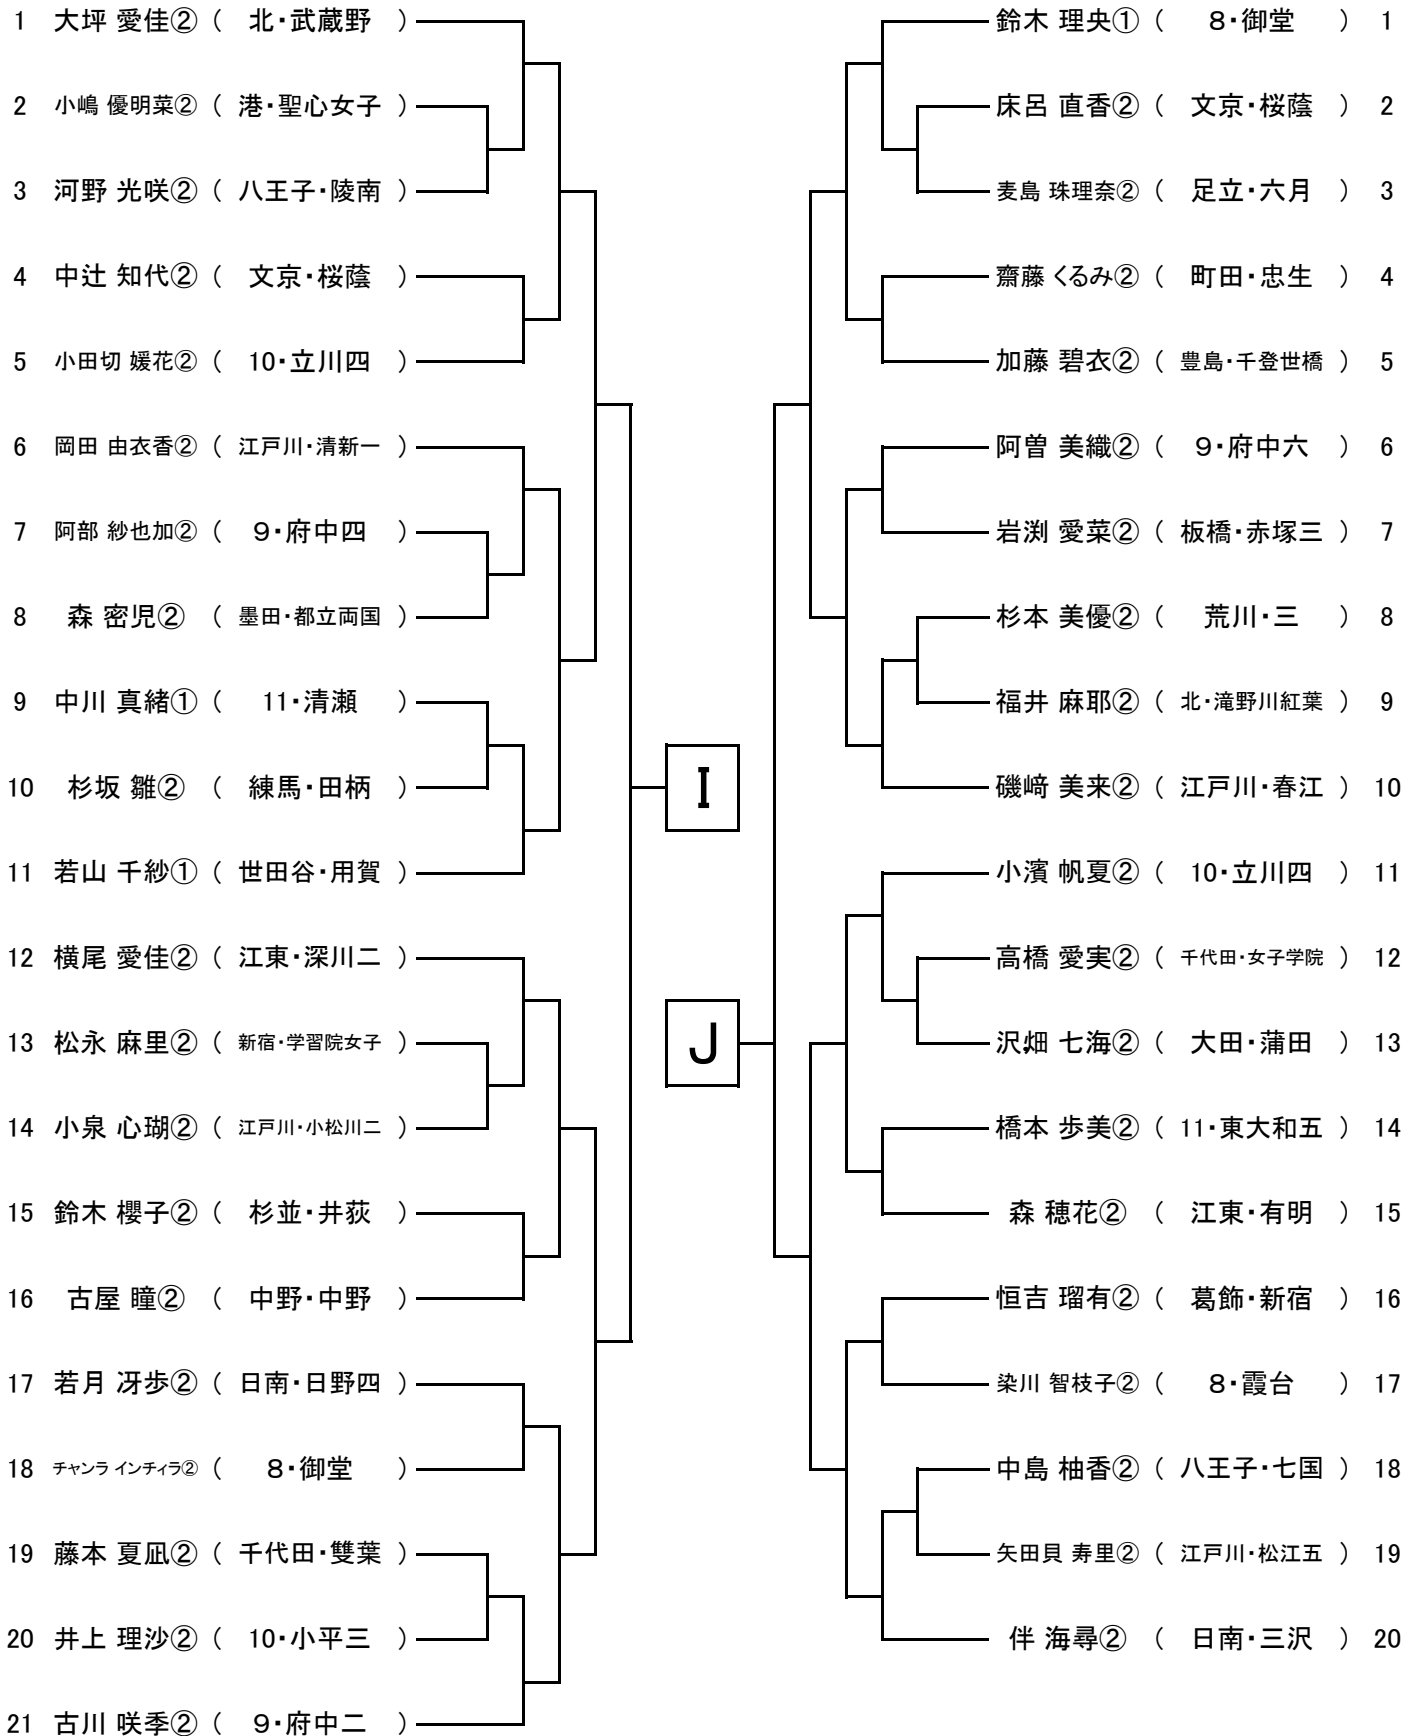 1 大坪 愛佳② （ 北・武蔵野 ）
2 小嶋 優明菜② （ 港・聖心女子 ）
3 河野 光咲② （ 八王子・陵南 ）
4 中辻 知代② （ 文京・桜蔭 ）
5 小田切 媛花② （ 10・立川四 ）
6 岡田 由衣香② （ 江戸川・清新一 ）
7 阿部 紗也加② （ 9・府中四 ）
8 森 密児② （ 墨田・都立両国 ）
9 中川 真緒① （ 11・清瀬 ）
10 杉坂 雛② （ 練馬・田柄 ）
11 若山 千紗① （ 世田谷・用賀 ）
12 横尾 愛佳② （ 江東・深川二 ）
13 松永 麻里② （ 新宿・学習院女子 ）
14 小泉 心瑚② （ 江戸川・小松川二 ）
15 鈴木 櫻子② （ 杉並・井荻 ）
16 古屋 瞳② （ 中野・中野 ）
17 若月 冴歩② （ 日南・日野四 ）
18 チャンラ インチィラ② （ 8・御堂 ）
19 藤本 夏凪② （ 千代田・雙葉 ）
20 井上 理沙② （ 10・小平三 ）
21 古川 咲季② （ 9・府中二 ）
I
J
鈴木 理央① （ 8・御堂 ） 1
床呂 直香② （ 文京・桜蔭 ） 2
麦島 珠理奈② （ 足立・六月 ） 3
齋藤 くるみ② （ 町田・忠生 ） 4
加藤 碧衣② （ 豊島・千登世橋 ） 5
阿曽 美織② （ 9・府中六 ） 6
岩渕 愛菜② （ 板橋・赤塚三 ） 7
杉本 美優② （ 荒川・三 ） 8
福井 麻耶② （ 北・滝野川紅葉 ） 9
磯﨑 美来② （ 江戸川・春江 ） 10
小濱 帆夏② （ 10・立川四 ） 11
高橋 愛実② （ 千代田・女子学院 ） 12
沢畑 七海② （ 大田・蒲田 ） 13
橋本 歩美② （ 11・東大和五 ） 14
森 穂花② （ 江東・有明 ） 15
恒吉 瑠有② （ 葛飾・新宿 ） 16
染川 智枝子② （ 8・霞台 ） 17
中島 柚香② （ 八王子・七国 ） 18
矢田貝 寿里② （ 江戸川・松江五 ） 19
伴 海尋② （ 日南・三沢 ） 20